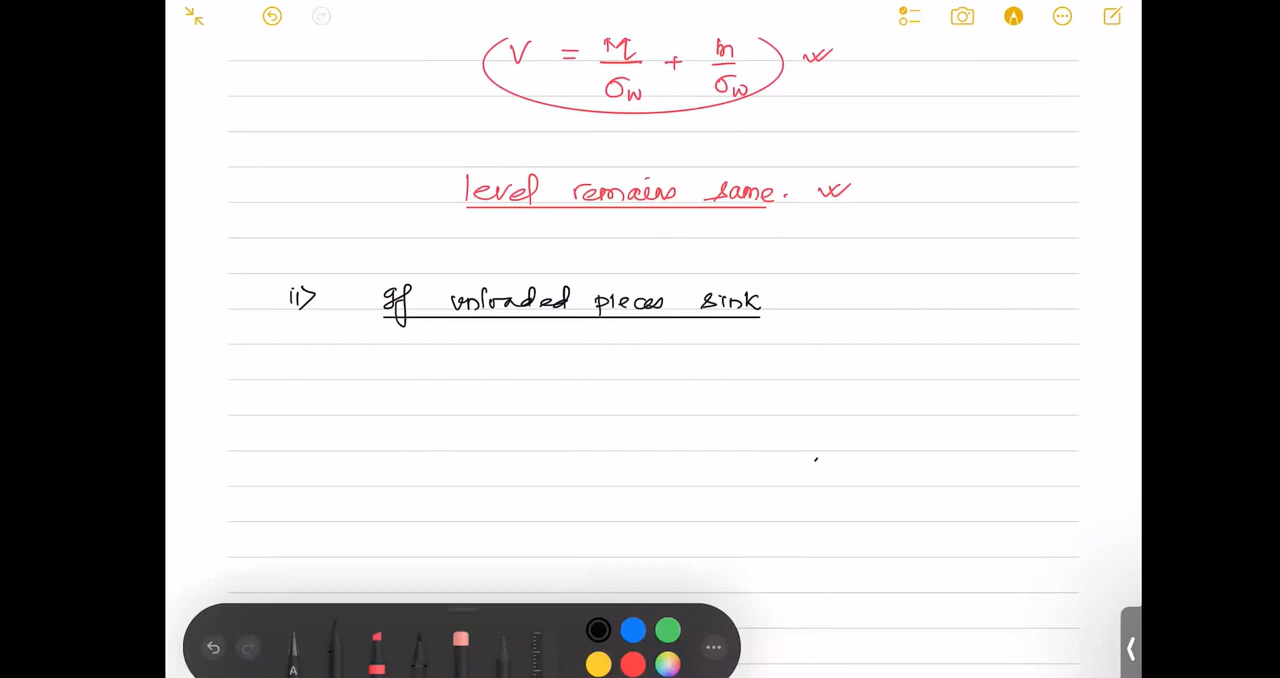 V = M/σw + m/σw
level remains same.
ii> If unloaded pieces sink
A